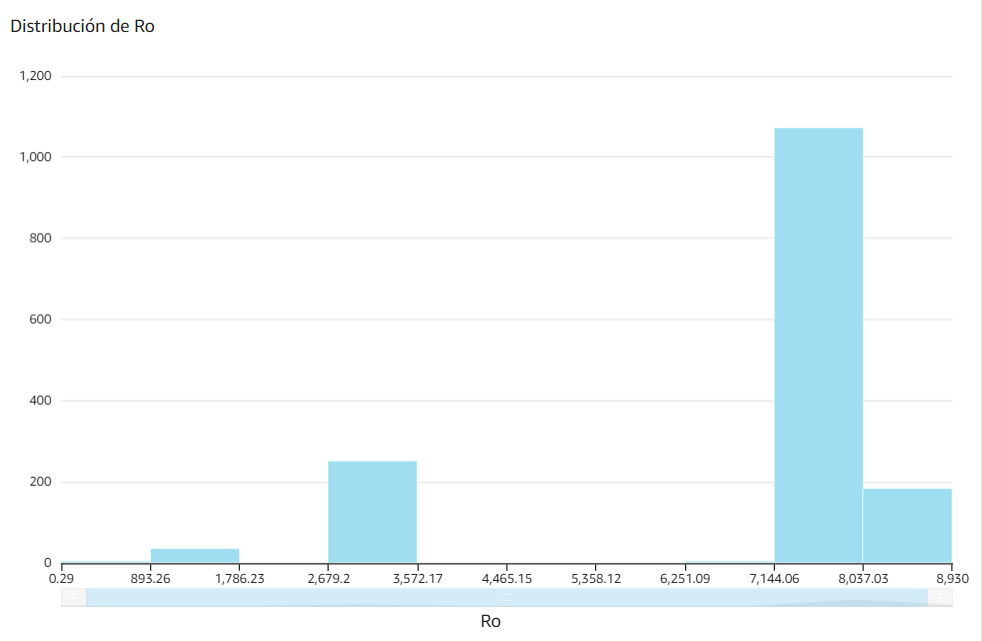 Distribución de Ro
1,200
1,000
800
600
400
200
0
0.29 893.26 1,786.23 2,679.2 3,572.17 4,465.15 5,358.12 6,251.09 7,144.06 8,037.03 8,930
Ro